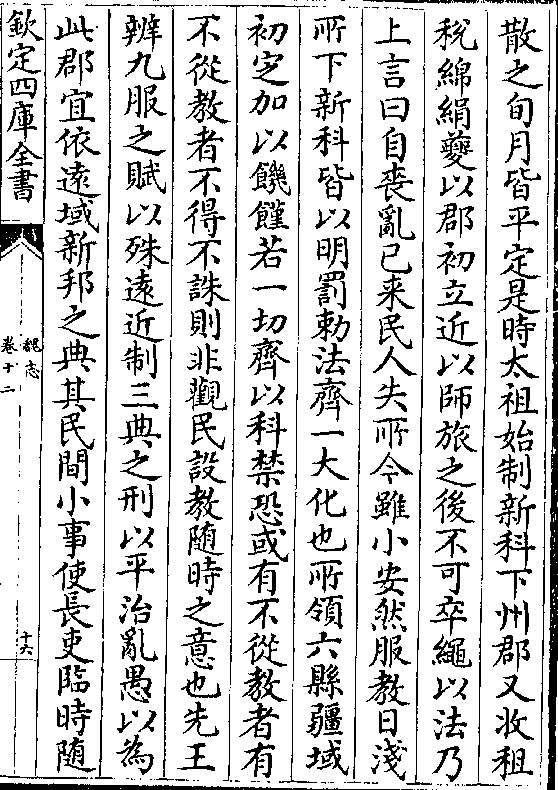 散之旬月皆平定是時太祖始制新科下州郡又收租
稅綿絹夔以郡初立近以師旅之後不可卒繩以法乃
上言曰自喪亂已来民人失所今雖小安然服教日淺
所下新科皆以明罰勅法齊一大化也所領六縣疆域
初定加以饑饉若一切齊以科禁恐或有不從教者有
不從教者不得不誅則非觀民設教随時之意也先王
辨九服之賦以殊遠近制三典之刑以平治亂愚以為
此郡宜依遠域新邦之典其民間小事使長吏臨時随
欽定四庫全書
魏志
卷十二
十六